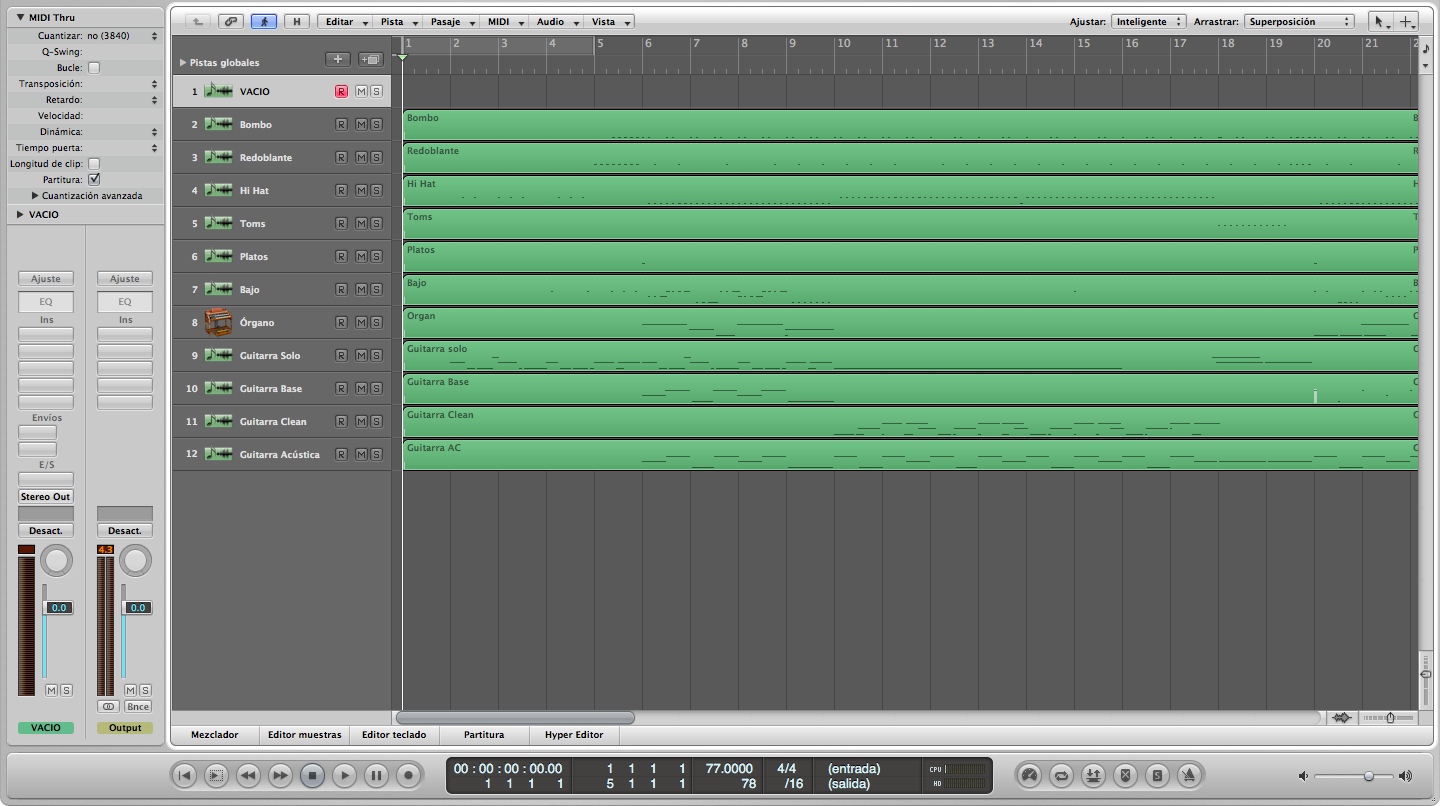 MIDI Thru
Cuantizar: no (3840)
Q-Swing:
Bucle:
Transposición:
Retardo:
Velocidad:
Dinámica:
Tiempo puerta:
Longitud de clip:
Partitura:
Cuantización avanzada
VACIO
Ajuste Ajuste
EQ EQ
Ins Ins
Envíos
E/S
Stereo Out
Desact. Desact.
4.3
0.0 0.0
M S M S
Bnce
VACIO Output
H Editar Pista Pasaje MIDI Audio Vista Ajustar: Inteligente Arrastrar: Superposición
Pistas globales
1 2 3 4 5 6 7 8 9 10 11 12 13 14 15 16 17 18 19 20 21
1 VACIO R M S
2 Bombo R M S
3 Redoblante R M S
4 Hi Hat R M S
5 Toms R M S
6 Platos R M S
7 Bajo R M S
8 Órgano R M S
9 Guitarra Solo R M S
10 Guitarra Base R M S
11 Guitarra Clean R M S
12 Guitarra Acústica R M S
Bombo
Redoblante
Hi Hat
Toms
Platos
Bajo
Organ
Guitarra solo
Guitarra Base
Guitarra Clean
Guitarra AC
Mezclador Editor muestras Editor teclado Partitura Hyper Editor
00 : 00 : 00 : 00.00 1 1 1 1 77.0000 4/4 (entrada) CPU
1 1 1 1 5 1 1 1 78 /16 (salida) HD
S